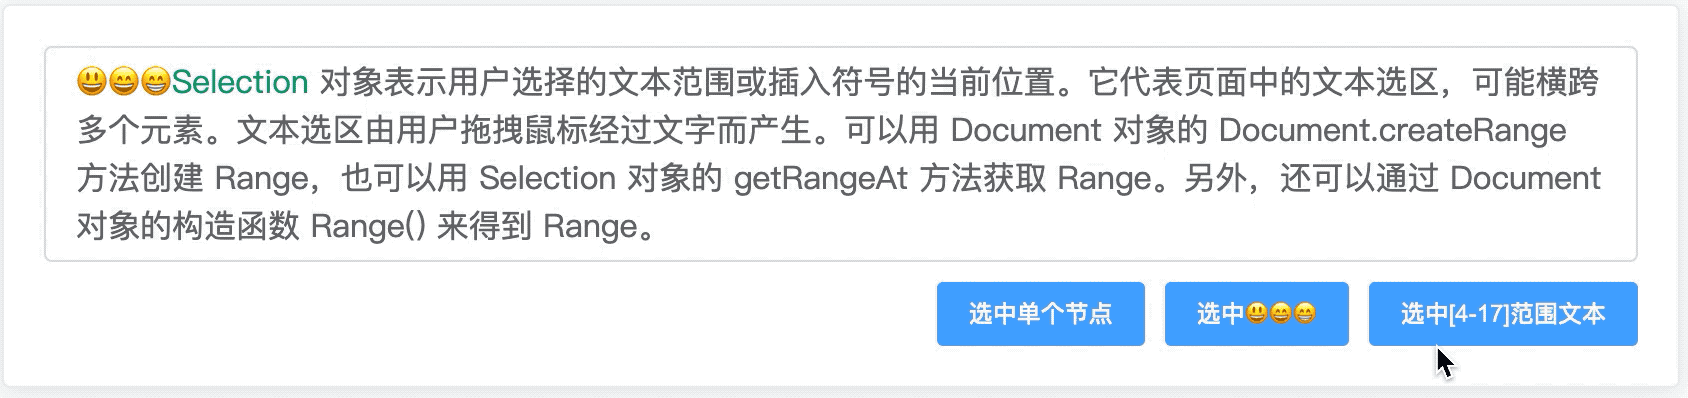 😃😄😁Selection 对象表示用户选择的文本范围或插入符号的当前位置。它代表页面中的文本选区，可能横跨
多个元素。文本选区由用户拖拽鼠标经过文字而产生。可以用 Document 对象的 Document.createRange
方法创建 Range，也可以用 Selection 对象的 getRangeAt 方法获取 Range。另外，还可以通过 Document
对象的构造函数 Range() 来得到 Range。
选中单个节点
选中😃😄😁
选中[4-17]范围文本